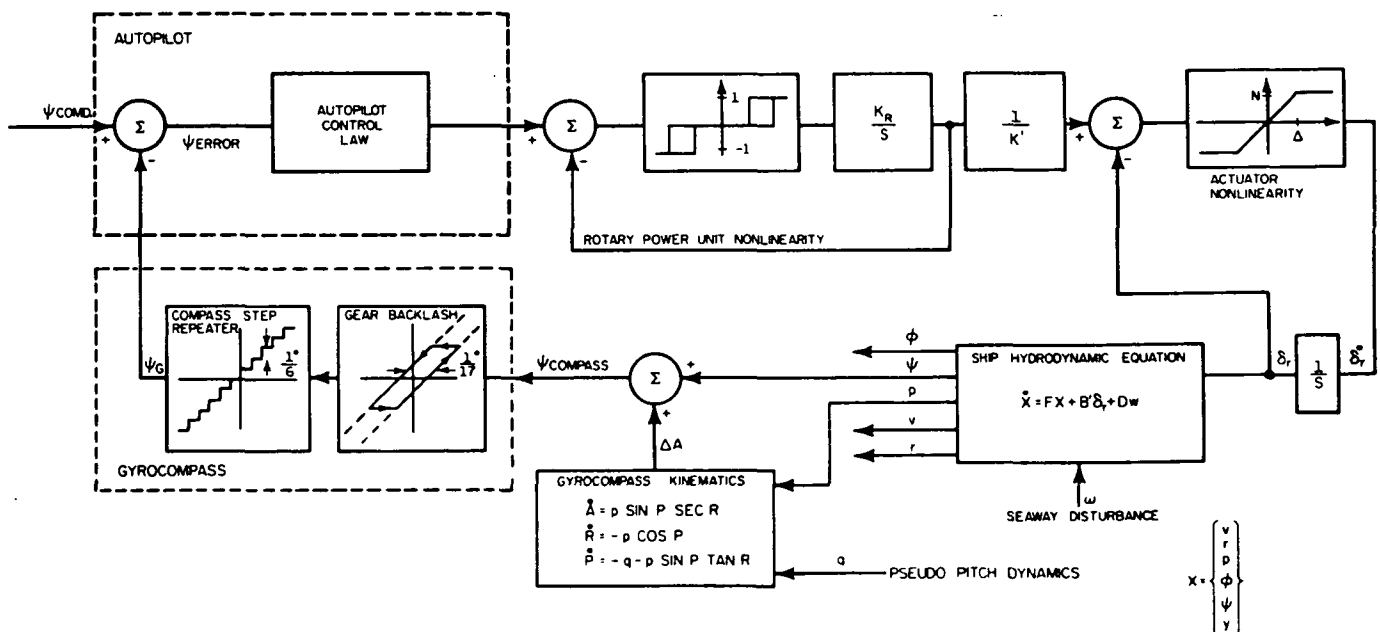 AUTOPILOT
ψCOMD.
+
Σ
-
ψERROR
AUTOPILOT
CONTROL
LAW
+
Σ
-
1
-1
K_R
S
1
K'
+
Σ
-
N
Δ
ACTUATOR
NONLINEARITY
ROTARY POWER UNIT NONLINEARITY
COMPASS STEP
REPEATER
1°
6
ψG
GEAR BACKLASH
1°
17
GYROCOMPASS
ψCOMPASS
Σ
+
+
ΔA
φ
ψ
p
v
r
SHIP HYDRODYNAMIC EQUATION
Ẋ = FX + B'δr + Dw
δr
1
S
δ̇r
ω
SEAWAY DISTURBANCE
GYROCOMPASS KINEMATICS
Ȧ = p SIN P SEC R
Ṙ = -p COS P
Ṗ = -q - p SIN P TAN R
q
PSEUDO PITCH DYNAMICS
X = { v
r
p
φ
ψ
y }